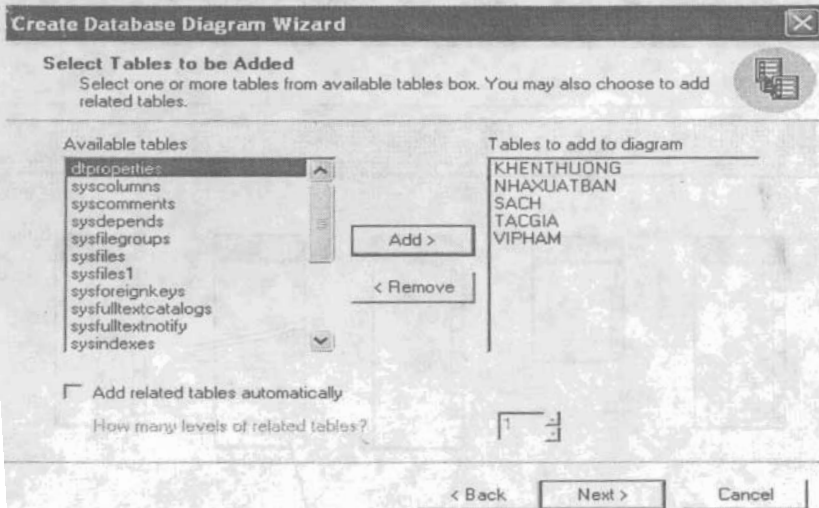 Create Database Diagram Wizard
Select Tables to be Added
Select one or more tables from available tables box. You may also choose to add
related tables.
Available tables
dtproperties
syscolumns
syscomments
sysdepends
sysfilegroups
sysfiles
sysfiles1
sysforeignkeys
sysfulltextcatalogs
sysfulltextnotify
sysindexes
Add >
< Remove
Tables to add to diagram
KHENTHUONG
NHAXUATBAN
SACH
TACGIA
VIPHAM
Add related tables automatically
How many levels of related tables?
1
< Back
Next >
Cancel